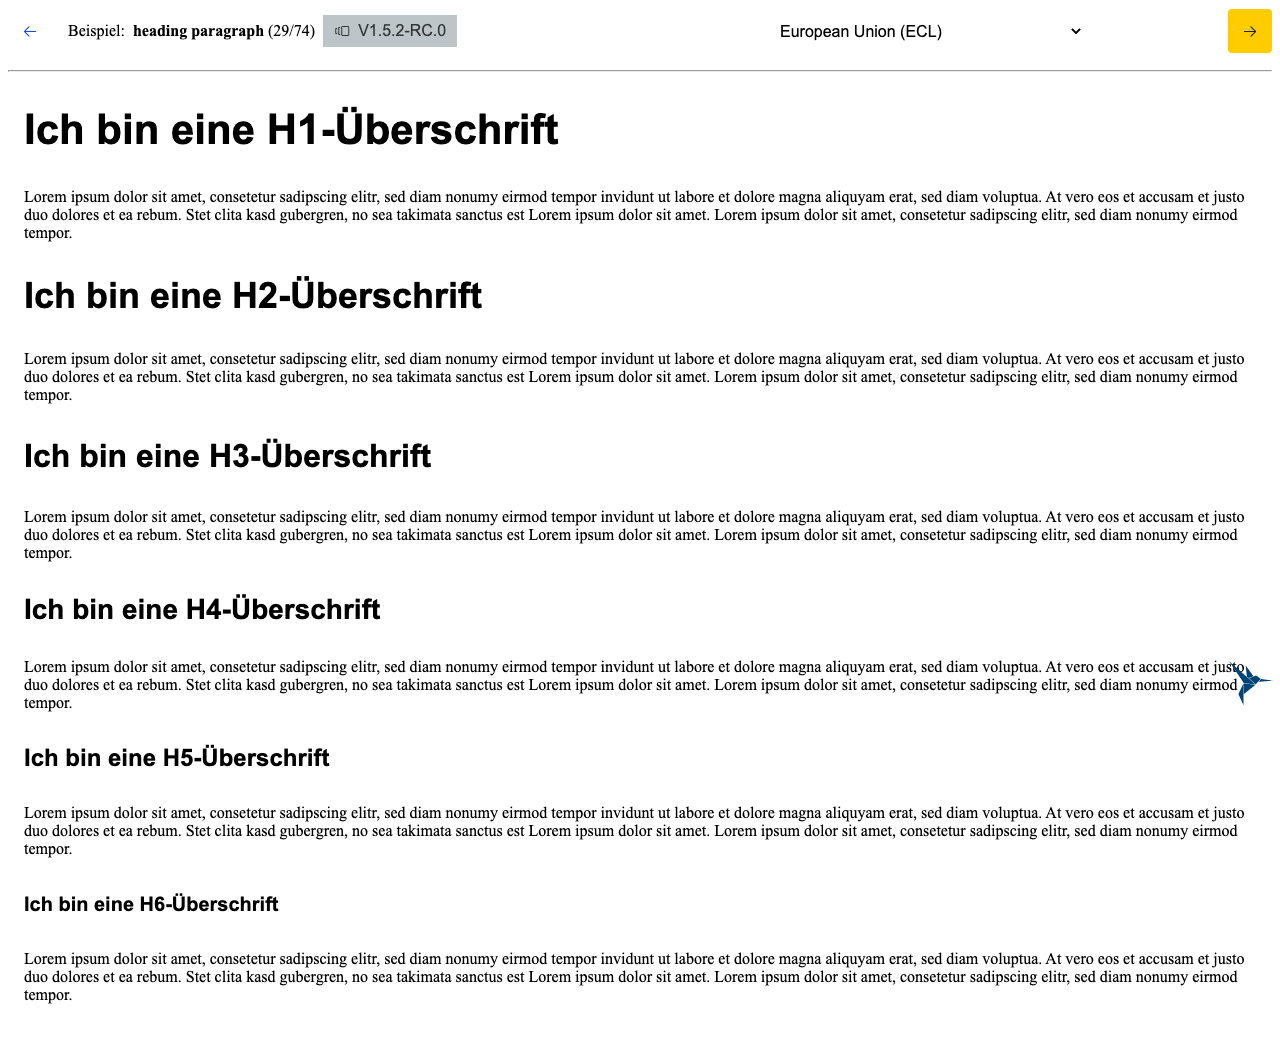 Beispiel: heading paragraph (29/74) V1.5.2-RC.0 European Union (ECL)
Ich bin eine H1-Überschrift
Lorem ipsum dolor sit amet, consetetur sadipscing elitr, sed diam nonumy eirmod tempor invidunt ut labore et dolore magna aliquyam erat, sed diam voluptua. At vero eos et accusam et justo
duo dolores et ea rebum. Stet clita kasd gubergren, no sea takimata sanctus est Lorem ipsum dolor sit amet. Lorem ipsum dolor sit amet, consetetur sadipscing elitr, sed diam nonumy eirmod
tempor.
Ich bin eine H2-Überschrift
Lorem ipsum dolor sit amet, consetetur sadipscing elitr, sed diam nonumy eirmod tempor invidunt ut labore et dolore magna aliquyam erat, sed diam voluptua. At vero eos et accusam et justo
duo dolores et ea rebum. Stet clita kasd gubergren, no sea takimata sanctus est Lorem ipsum dolor sit amet. Lorem ipsum dolor sit amet, consetetur sadipscing elitr, sed diam nonumy eirmod
tempor.
Ich bin eine H3-Überschrift
Lorem ipsum dolor sit amet, consetetur sadipscing elitr, sed diam nonumy eirmod tempor invidunt ut labore et dolore magna aliquyam erat, sed diam voluptua. At vero eos et accusam et justo
duo dolores et ea rebum. Stet clita kasd gubergren, no sea takimata sanctus est Lorem ipsum dolor sit amet. Lorem ipsum dolor sit amet, consetetur sadipscing elitr, sed diam nonumy eirmod
tempor.
Ich bin eine H4-Überschrift
Lorem ipsum dolor sit amet, consetetur sadipscing elitr, sed diam nonumy eirmod tempor invidunt ut labore et dolore magna aliquyam erat, sed diam voluptua. At vero eos et accusam et justo
duo dolores et ea rebum. Stet clita kasd gubergren, no sea takimata sanctus est Lorem ipsum dolor sit amet. Lorem ipsum dolor sit amet, consetetur sadipscing elitr, sed diam nonumy eirmod
tempor.
Ich bin eine H5-Überschrift
Lorem ipsum dolor sit amet, consetetur sadipscing elitr, sed diam nonumy eirmod tempor invidunt ut labore et dolore magna aliquyam erat, sed diam voluptua. At vero eos et accusam et justo
duo dolores et ea rebum. Stet clita kasd gubergren, no sea takimata sanctus est Lorem ipsum dolor sit amet. Lorem ipsum dolor sit amet, consetetur sadipscing elitr, sed diam nonumy eirmod
tempor.
Ich bin eine H6-Überschrift
Lorem ipsum dolor sit amet, consetetur sadipscing elitr, sed diam nonumy eirmod tempor invidunt ut labore et dolore magna aliquyam erat, sed diam voluptua. At vero eos et accusam et justo
duo dolores et ea rebum. Stet clita kasd gubergren, no sea takimata sanctus est Lorem ipsum dolor sit amet. Lorem ipsum dolor sit amet, consetetur sadipscing elitr, sed diam nonumy eirmod
tempor.